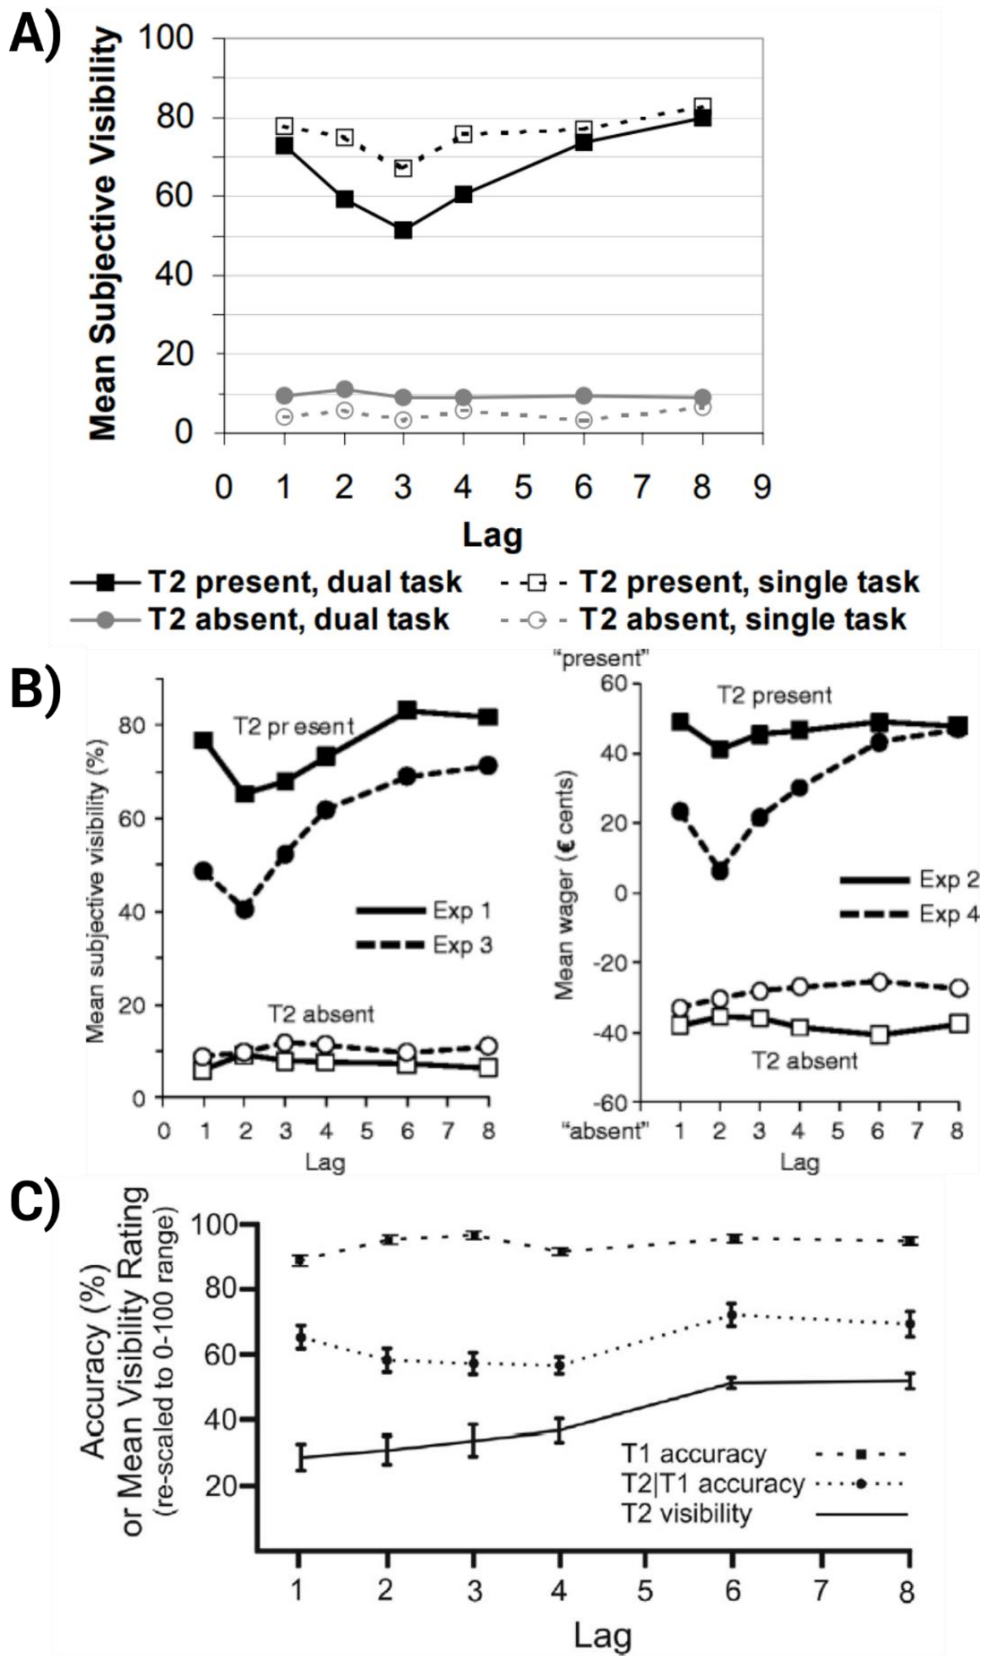 A)
Mean Subjective Visibility
100
80
60
40
20
0
0 1 2 3 4 5 6 7 8 9
Lag
T2 present, dual task
T2 present, single task
T2 absent, dual task
T2 absent, single task
B)
Mean subjective visibility (%)
80
60
40
20
0
T2 pr esent
Exp 1
Exp 3
T2 absent
0 1 2 3 4 5 6 7 8
Lag
"present"
Mean wager (€ cents)
60
40
20
0
-20
-40
-60
T2 present
Exp 2
Exp 4
T2 absent
"absent"
1 2 3 4 5 6 7 8
Lag
C)
Accuracy (%)
or Mean Visibility Rating
(re-scaled to 0-100 range)
100
80
60
40
20
T1 accuracy
T2|T1 accuracy
T2 visibility
1 2 3 4 5 6 7 8
Lag